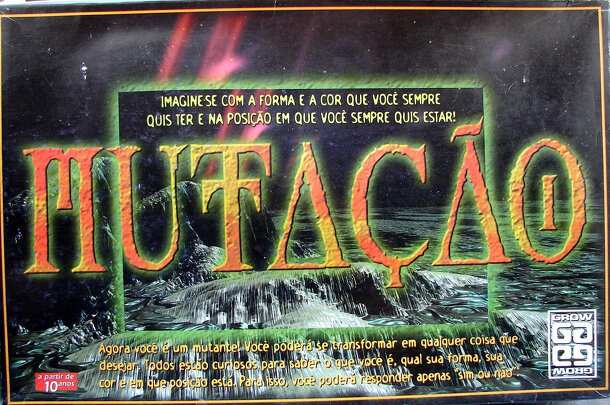 IMAGINE-SE COM A FORMA E A COR QUE VOCÊ SEMPRE
QUIS TER E NA POSIÇÃO EM QUE VOCÊ SEMPRE QUIS ESTAR!
MUTAÇÃO
Agora você é um mutante! Você poderá se transformar em qualquer coisa que
desejar. Todos estão curiosos para saber o que você é, qual sua forma, sua
cor e em que posição está. Para isso, você poderá responder apenas "sim ou não"
a partir de
10 anos
GROW
GROW